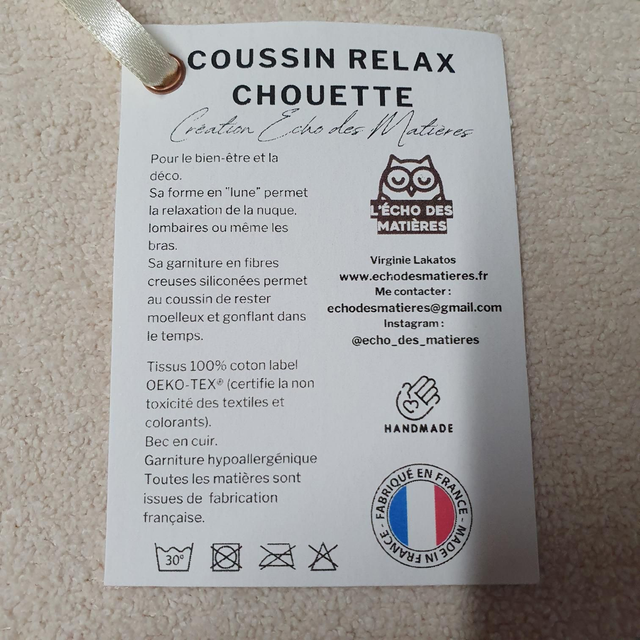 COUSSIN RELAX
CHOUETTE
Création Echo des Matières
Pour le bien-être et la
déco.
Sa forme en "lune" permet
la relaxation de la nuque,
lombaires ou même les
bras.
Sa garniture en fibres
creuses siliconées permet
au coussin de rester
moelleux et gonflant dans
le temps.
Tissus 100% coton label
OEKO-TEX® (certifie la non
toxicité des textiles et
colorants).
Bec en cuir.
Garniture hypoallergénique
Toutes les matières sont
issues de fabrication
française.
30°
L'ÉCHO DES
MATIÈRES
Virginie Lakatos
www.echodesmatieres.fr
Me contacter :
echodesmatieres@gmail.com
Instagram :
@echo_des_matieres
HANDMADE
FABRIQUÉ EN FRANCE
MADE IN FRANCE